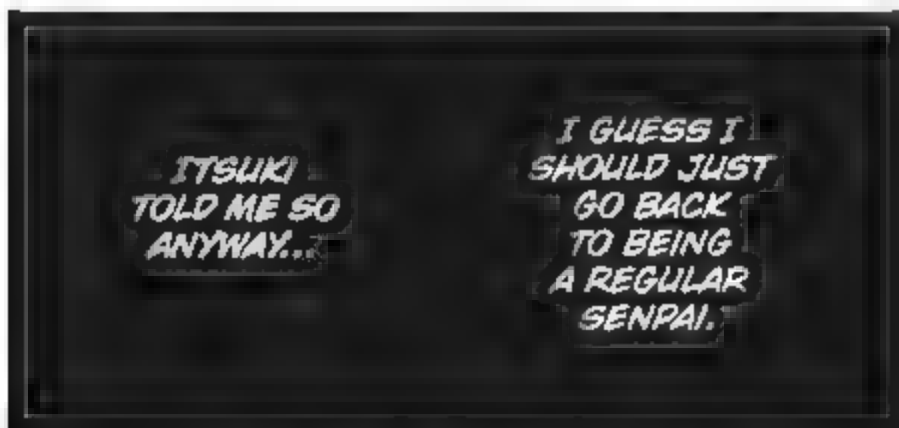 ITSUKI
TOLD ME SO
ANYWAY...
I GUESS I
SHOULD JUST
GO BACK
TO BEING
A REGULAR
SENPAI.